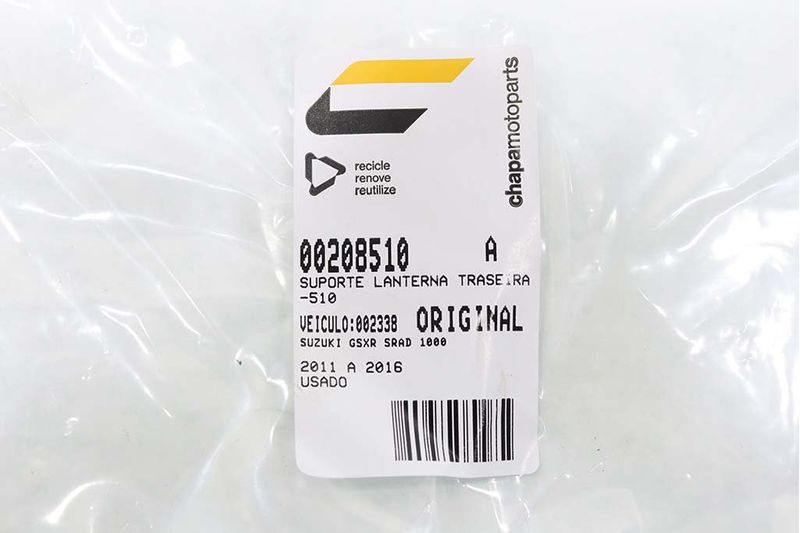 chapamotoparts
recicle
renove
reutilize
00208510 A
SUPORTE LANTERNA TRASEIRA
-510
VEICULO:002338 ORIGINAL
SUZUKI GSXR SRAD 1000
2011 A 2016
USADO